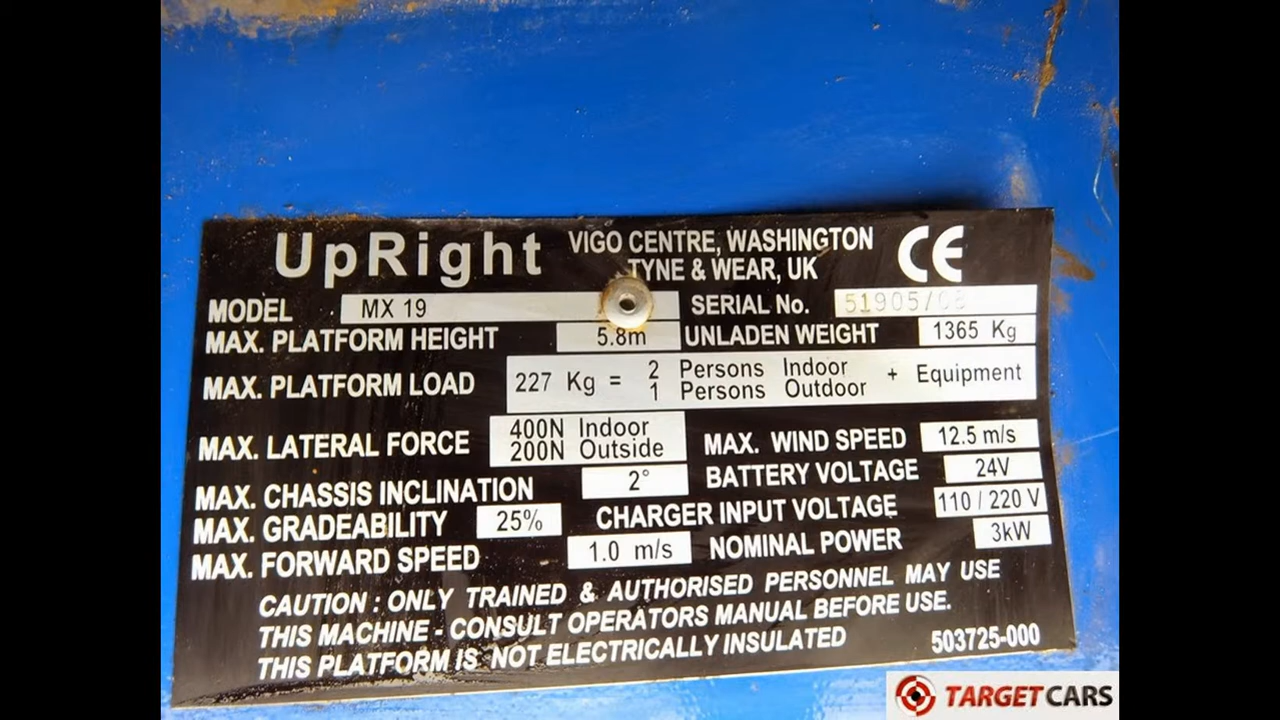 UpRight VIGO CENTRE, WASHINGTON
TYNE & WEAR, UK CE
MODEL MX 19 SERIAL No. 51905/
MAX. PLATFORM HEIGHT 5.8m UNLADEN WEIGHT 1365 Kg
MAX. PLATFORM LOAD 227 Kg = 2 Persons Indoor + Equipment
1 Persons Outdoor
MAX. LATERAL FORCE 400N Indoor MAX. WIND SPEED 12.5 m/s
200N Outside
MAX. CHASSIS INCLINATION 2° BATTERY VOLTAGE 24V
MAX. GRADEABILITY 25% CHARGER INPUT VOLTAGE 110 / 220 V
MAX. FORWARD SPEED 1.0 m/s NOMINAL POWER 3kW
CAUTION : ONLY TRAINED & AUTHORISED PERSONNEL MAY USE
THIS MACHINE - CONSULT OPERATORS MANUAL BEFORE USE.
THIS PLATFORM IS NOT ELECTRICALLY INSULATED 503725-000
TARGETCARS